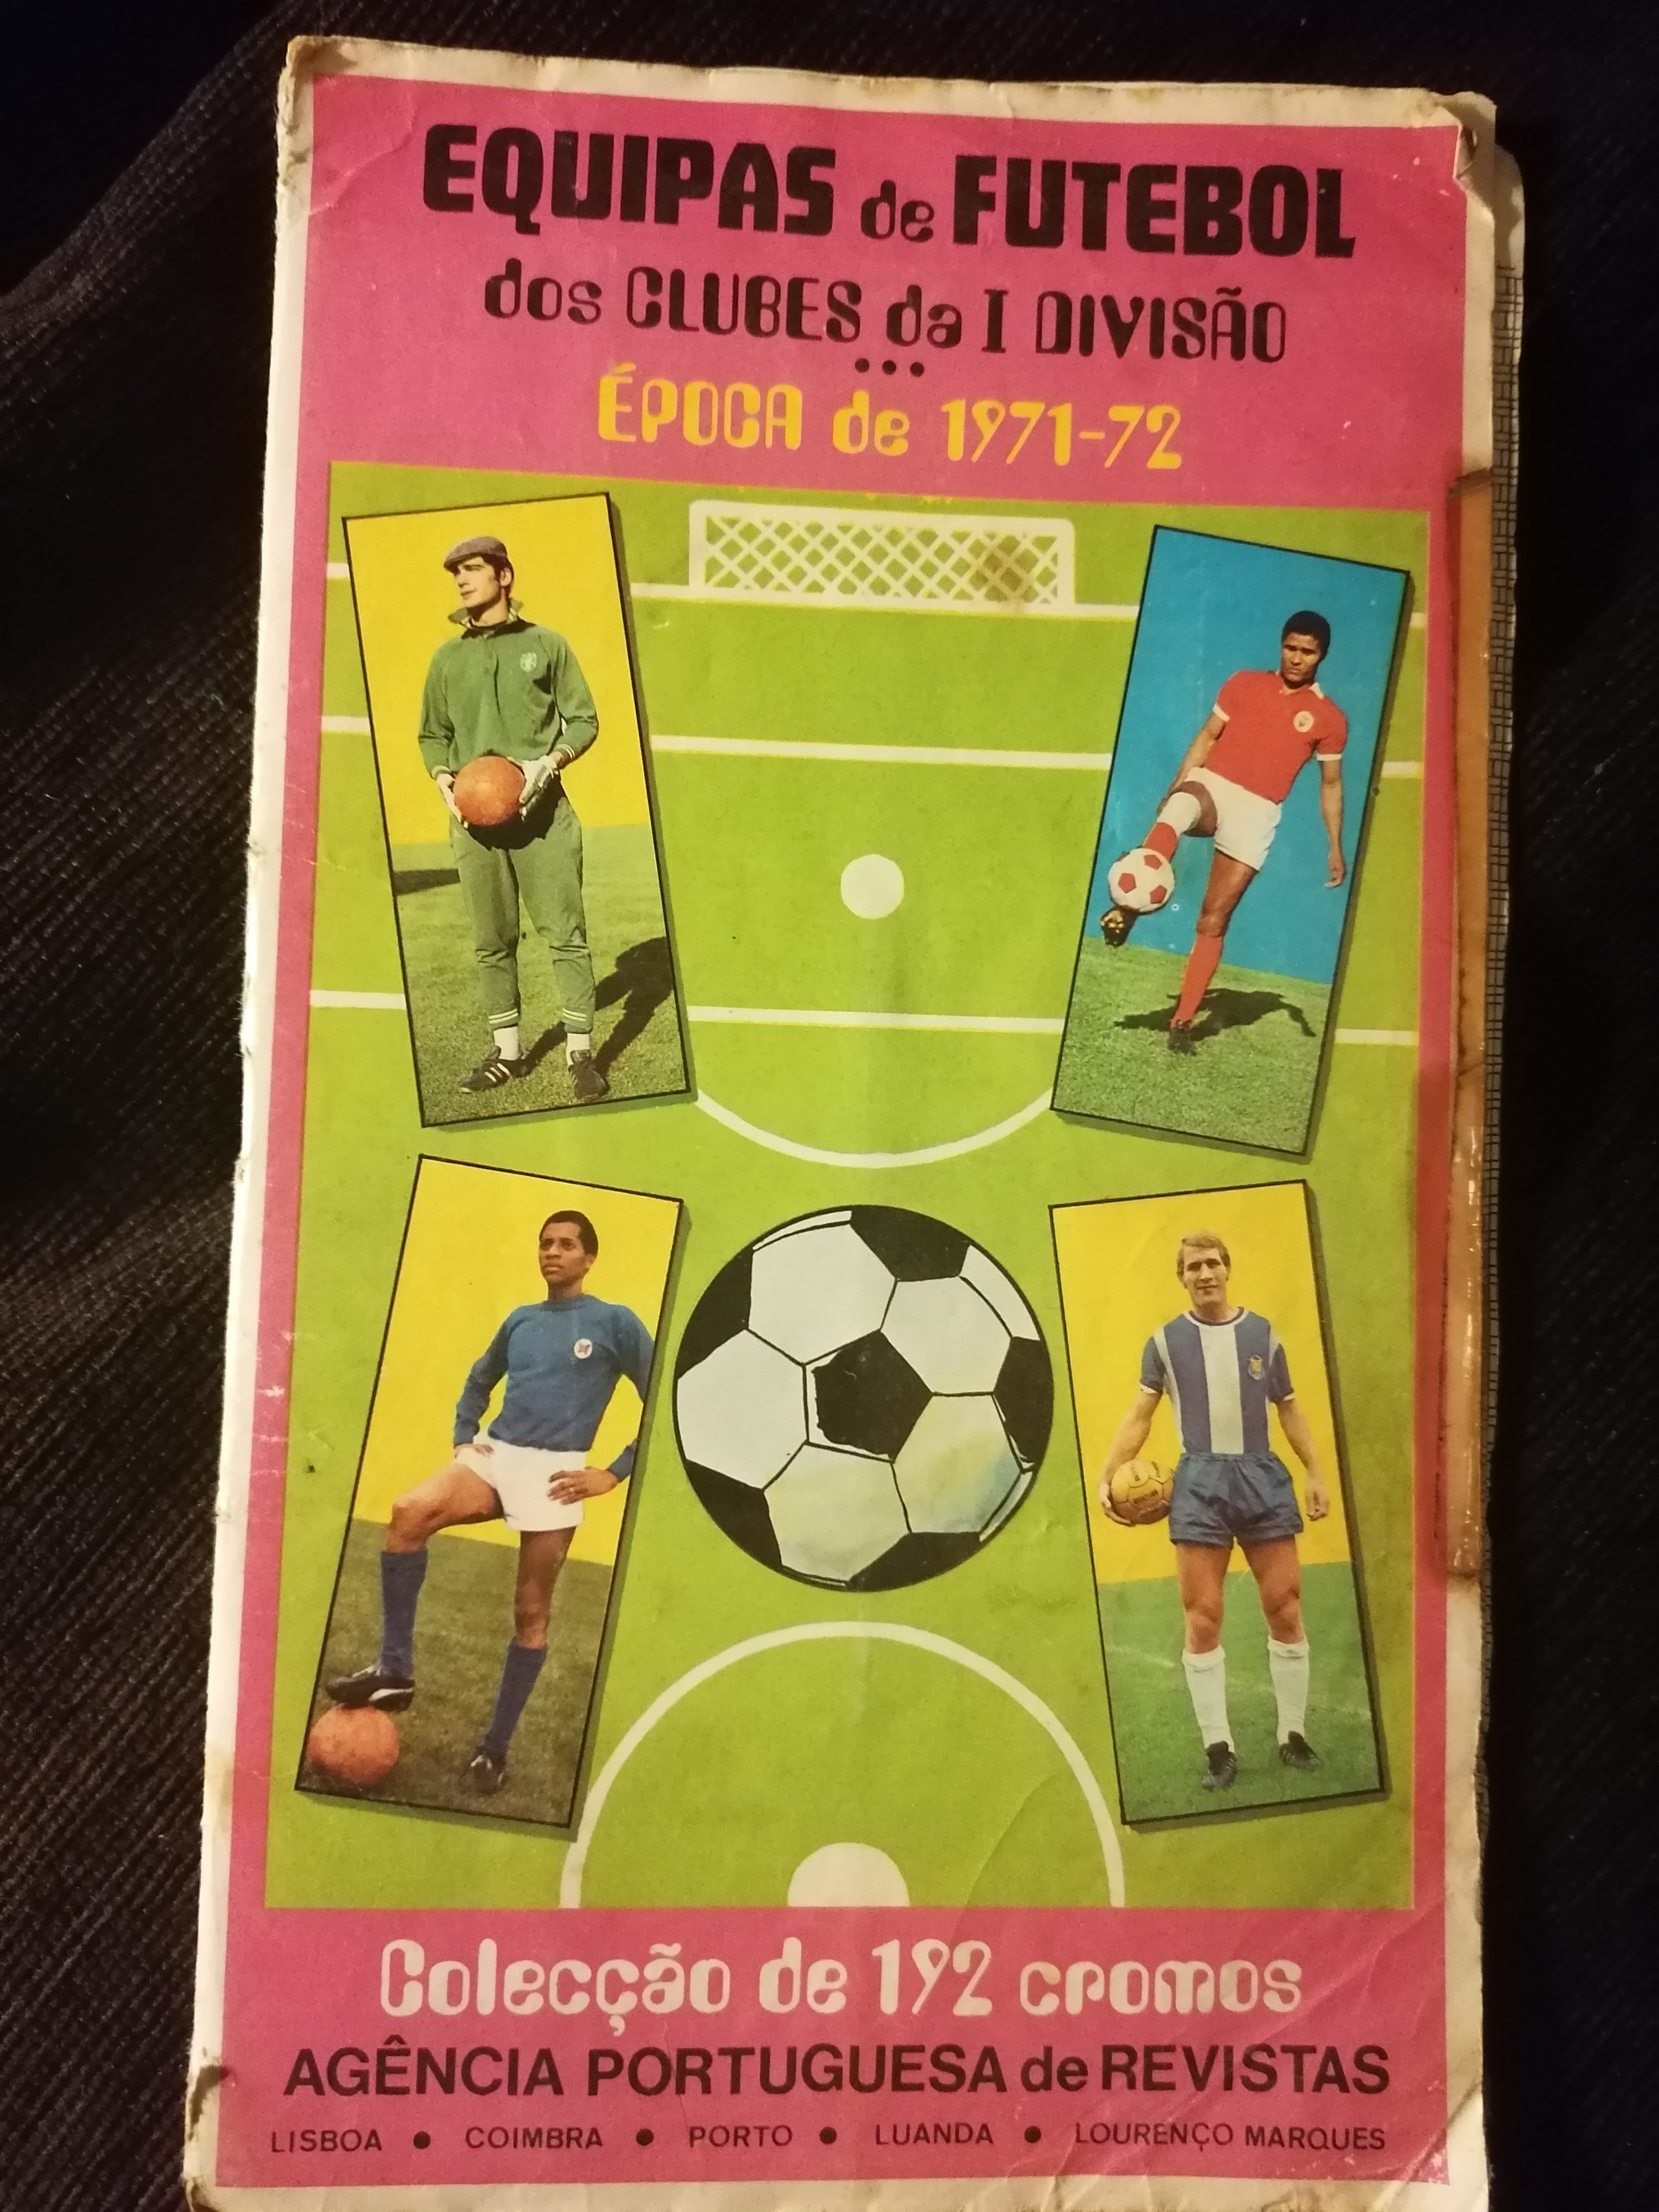 EQUIPAS de FUTEBOL
dos CLUBES da I DIVISÃO
ÉPOCA de 1971-72
Colecção de 192 cromos
AGÊNCIA PORTUGUESA de REVISTAS
LISBOA • COIMBRA • PORTO • LUANDA • LOURENÇO MARQUES